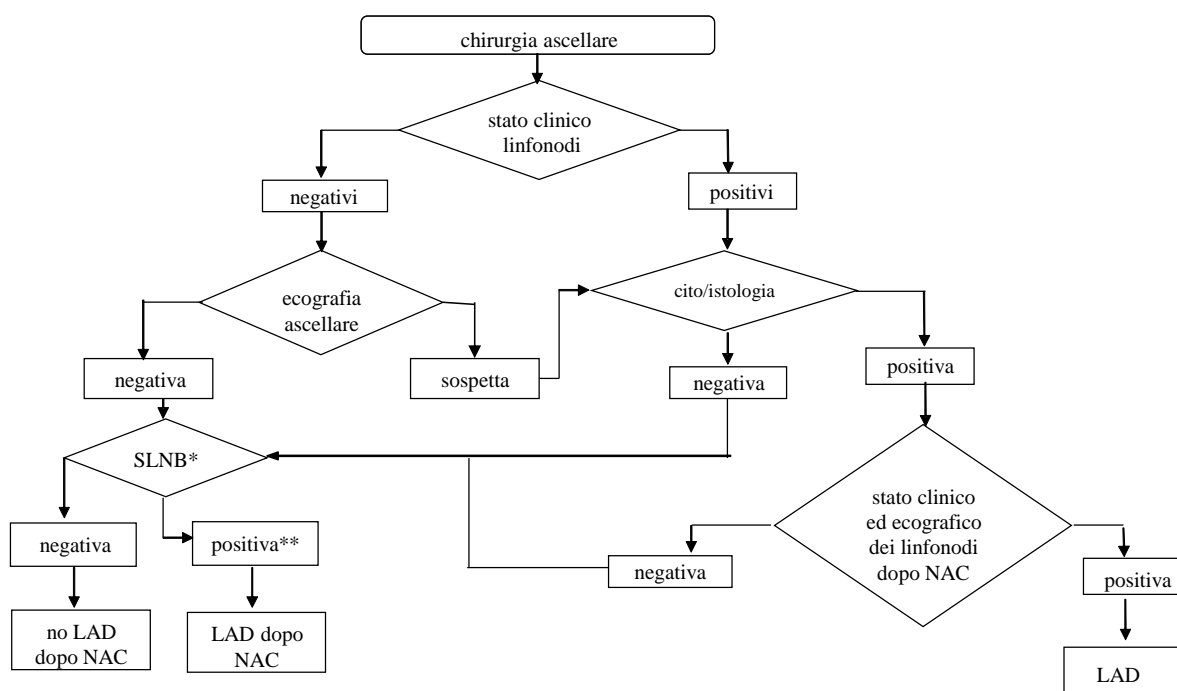 chirurgia ascellare
stato clinico
linfonodi
negativi
positivi
ecografia
ascellare
cito/istologia
negativa
sospetta
negativa
positiva
SLNB*
stato clinico
ed ecografico
dei linfonodi
dopo NAC
negativa
positiva**
negativa
positiva
no LAD
dopo NAC
LAD dopo
NAC
LAD